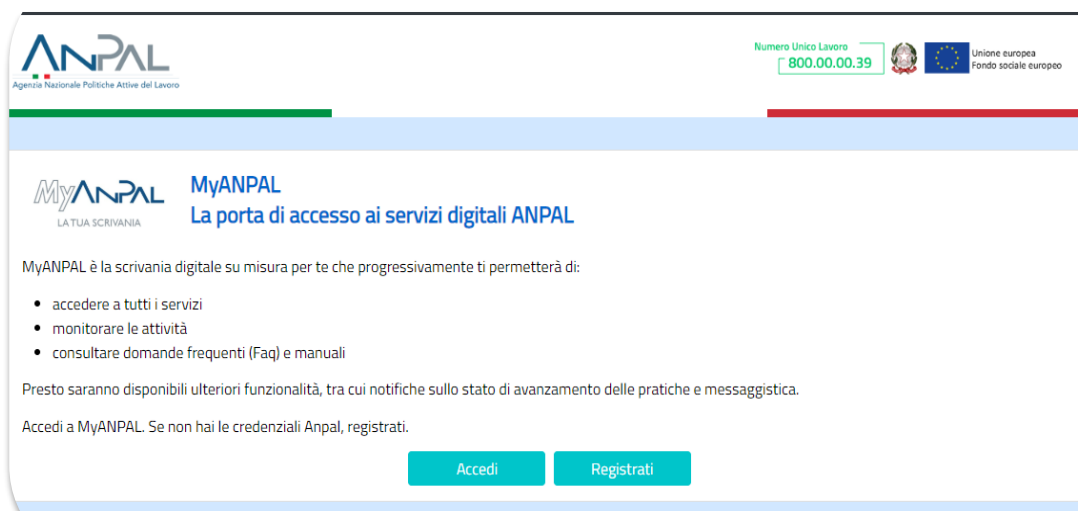 ANPAL
Agenzia Nazionale Politiche Attive del Lavoro
Numero Unico Lavoro
800.00.00.39
Unione europea
Fondo sociale europeo
MyANPAL
LA TUA SCRIVANIA
MyANPAL
La porta di accesso ai servizi digitali ANPAL
MyANPAL è la scrivania digitale su misura per te che progressivamente ti permetterà di:
• accedere a tutti i servizi
• monitorare le attività
• consultare domande frequenti (Faq) e manuali
Presto saranno disponibili ulteriori funzionalità, tra cui notifiche sullo stato di avanzamento delle pratiche e messaggistica.
Accedi a MyANPAL. Se non hai le credenziali Anpal, registrati.
Accedi
Registrati